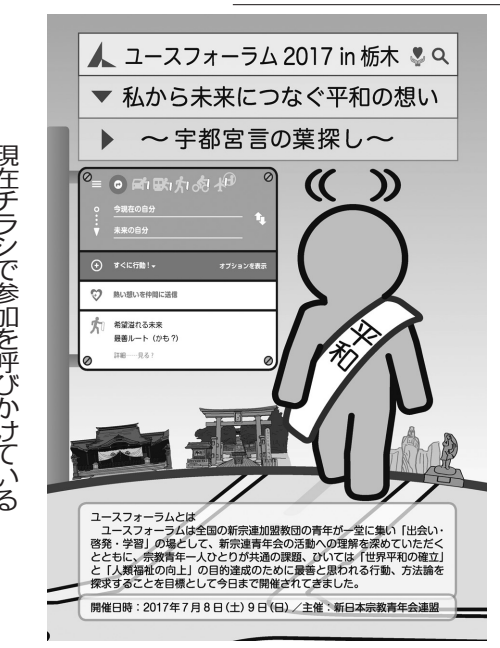 現在チラシで参加を呼びかけている
ユースフォーラム 2017 in 栃木
私から未来につなぐ平和の想い
〜宇都宮言の葉探し〜
今現在の自分
未来の自分
すぐに行動!
オプションを表示
熱い想いを仲間に送信
希望溢れる未来
最善ルート(かも?)
詳細……見る!
平和
ユースフォーラムとは
ユースフォーラムは全国の新宗連加盟教団の青年が一堂に集い「出会い・
啓発・学習」の場として、新宗連青年会の活動への理解を深めていただく
とともに、宗教青年一人ひとりが共通の課題、ひいては「世界平和の確立」
と「人類福祉の向上」の目的達成のために最善と思われる行動、方法論を
探求することを目標として今日まで開催されてきました。
開催日時:2017年7月8日(土)9日(日)/主催:新日本宗教青年会連盟